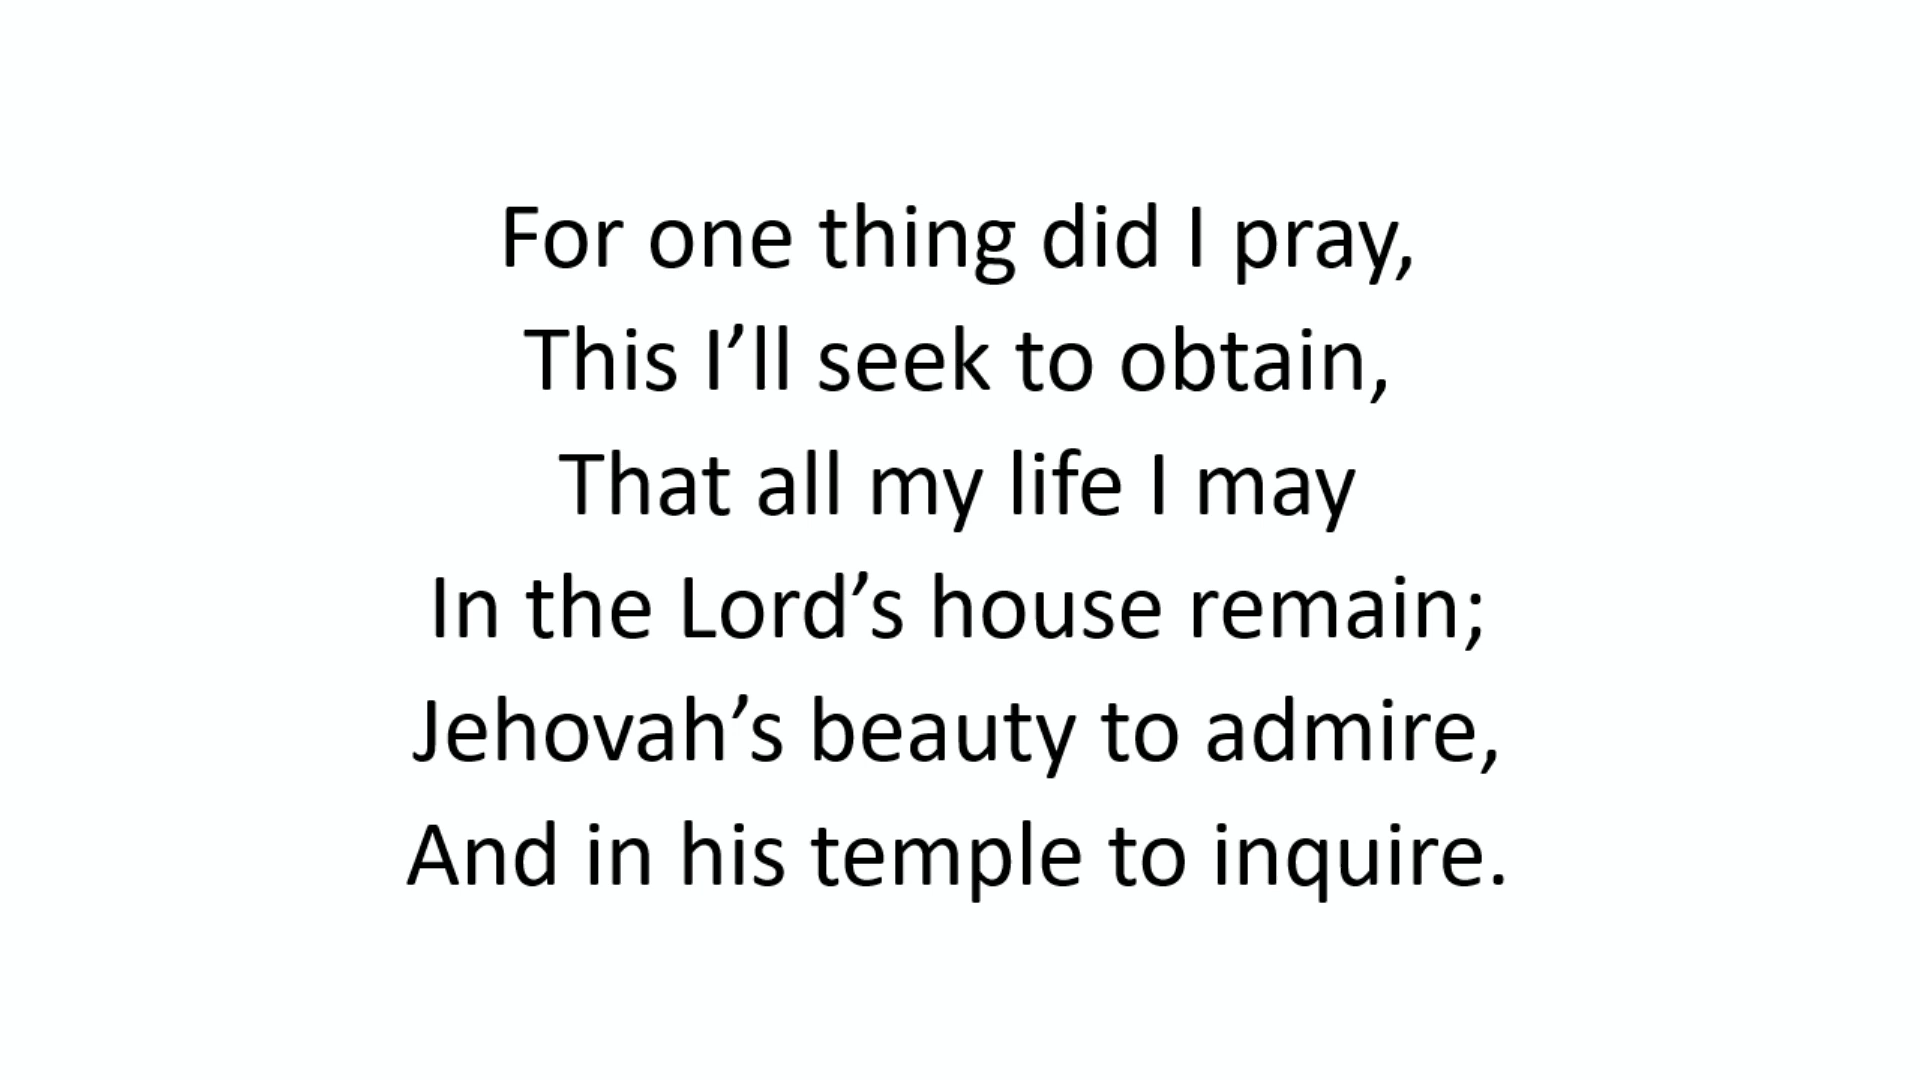 For one thing did I pray,
This I’ll seek to obtain,
That all my life I may
In the Lord’s house remain;
Jehovah’s beauty to admire,
And in his temple to inquire.